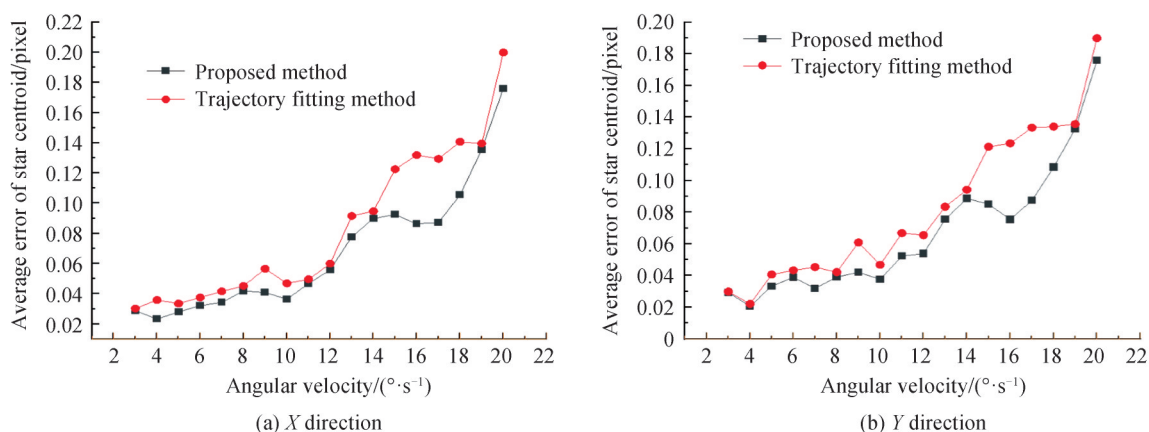 0.22
0.20
0.18
0.16
0.14
0.12
0.10
0.08
0.06
0.04
0.02
Average error of star centroid/pixel
Proposed method
Trajectory fitting method
2 4 6 8 10 12 14 16 18 20 22
Angular velocity/(°·s⁻¹)
(a) X direction
0.20
0.18
0.16
0.14
0.12
0.10
0.08
0.06
0.04
0.02
0
Average error of star centroid/pixel
Proposed method
Trajectory fitting method
2 4 6 8 10 12 14 16 18 20 22
Angular velocity/(°·s⁻¹)
(b) Y direction